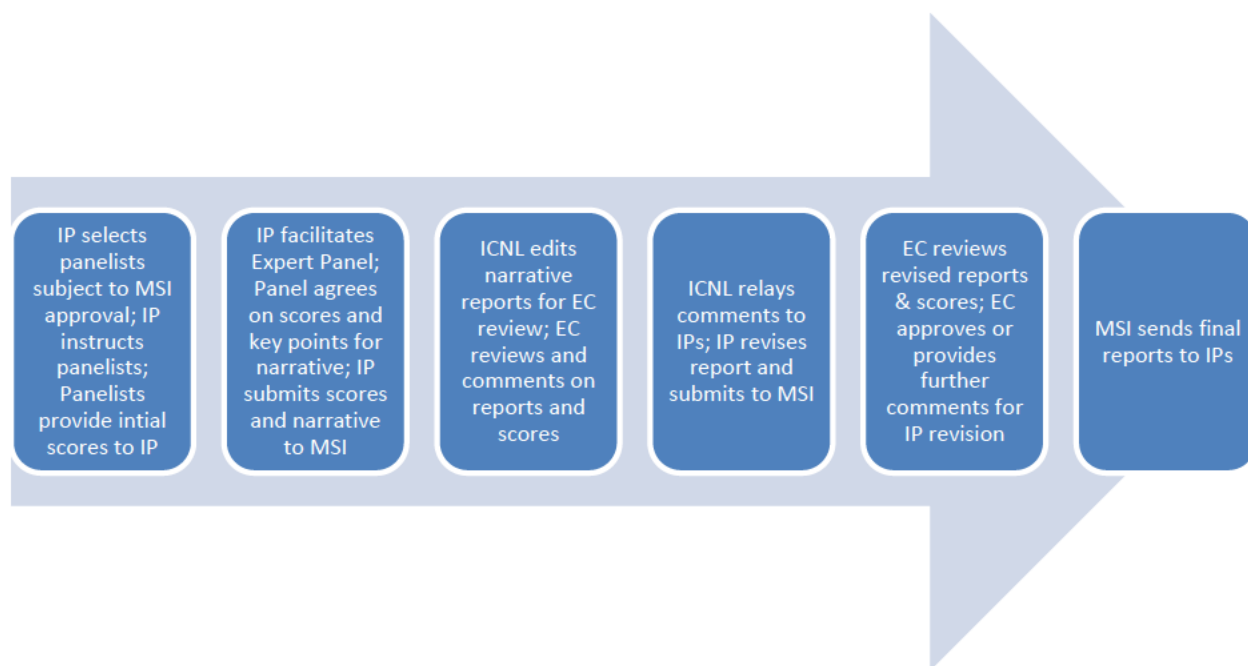 IP selects
panelists
subject to MSI
approval; IP
instructs
panelists;
Panelists
provide intial
scores to IP
IP facilitates
Expert Panel;
Panel agrees
on scores and
key points for
narrative; IP
submits scores
and narrative
to MSI
ICNL edits
narrative
reports for EC
review; EC
reviews and
comments on
reports and
scores
ICNL relays
comments to
IPs; IP revises
report and
submits to MSI
EC reviews
revised reports
& scores; EC
approves or
provides
further
comments for
IP revision
MSI sends final
reports to IPs